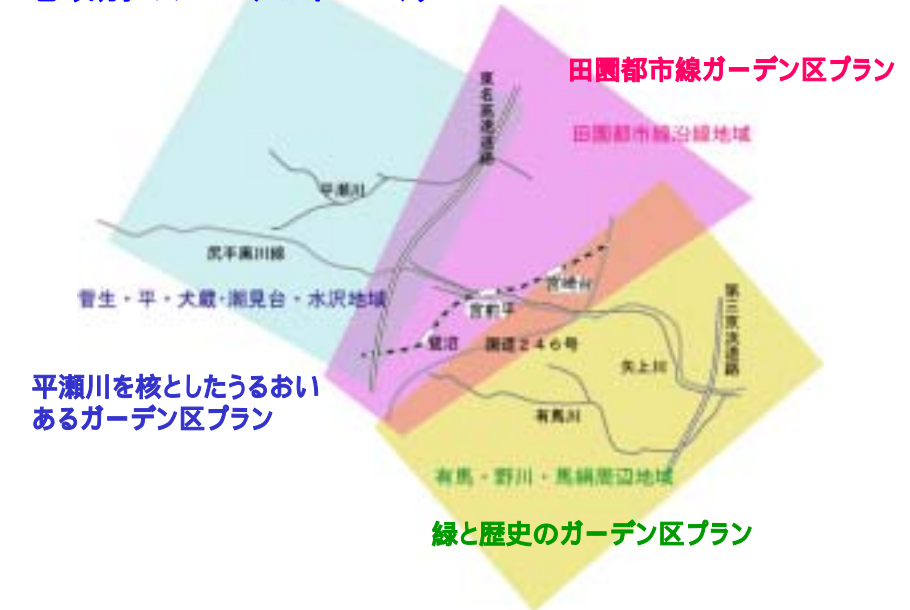 田園都市線ガーデン区プラン
東名高速道路
田園都市線沿線地域
平瀬川
尻手黒川線
宮崎台
菅生・平・犬蔵・潮見台・水沢地域
宮前平
第三京浜道路
鷺沼
国道246号
矢上川
平瀬川を核としたうるおい
あるガーデン区プラン
有馬川
有馬・野川・馬絹周辺地域
緑と歴史のガーデン区プラン